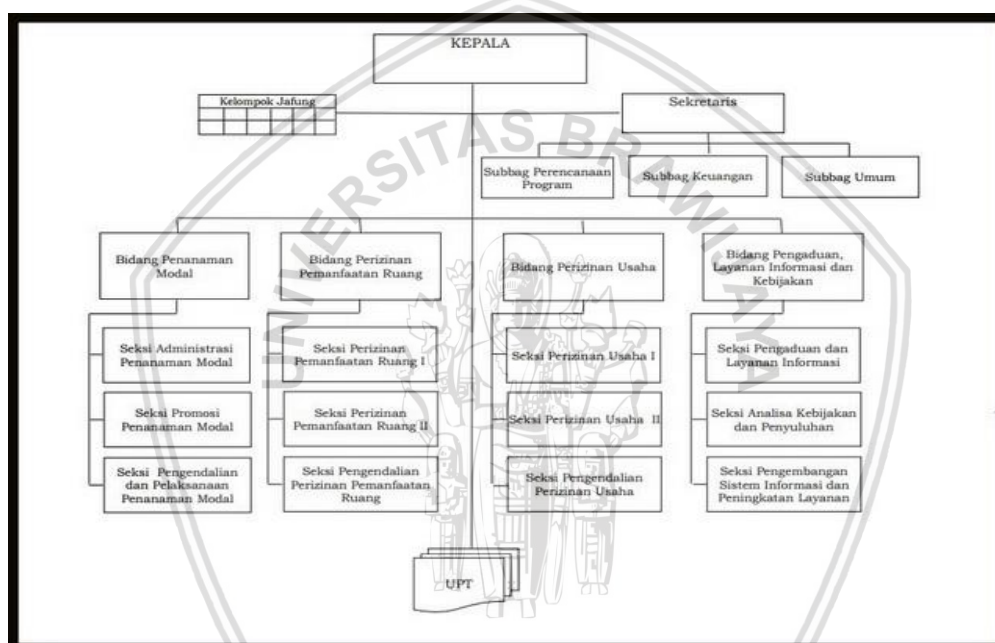 KEPALA
Kelompok Jafung
Sekretaris
Subbag Perencanaan
Program
Subbag Keuangan
Subbag Umum
Bidang Penanaman
Modal
Bidang Perizinan
Pemanfaatan Ruang
Bidang Perizinan Usaha
Bidang Pengaduan,
Layanan Informasi dan
Kebijakan
Seksi Administrasi
Penanaman Modal
Seksi Perizinan
Pemanfaatan Ruang I
Seksi Perizinan Usaha I
Seksi Pengaduan dan
Layanan Informasi
Seksi Promosi
Penanaman Modal
Seksi Perizinan
Pemanfaatan Ruang II
Seksi Perizinan Usaha II
Seksi Analisa Kebijakan
dan Penyuluhan
Seksi Pengendalian
dan Pelaksanaan
Penanaman Modal
Seksi Pengendalian
Perizinan Pemanfaatan
Ruang
Seksi Pengendalian
Perizinan Usaha
Seksi Pengembangan
Sistem Informasi dan
Peningkatan Layanan
UPT
UNIVERSITAS BRAWIJAYA